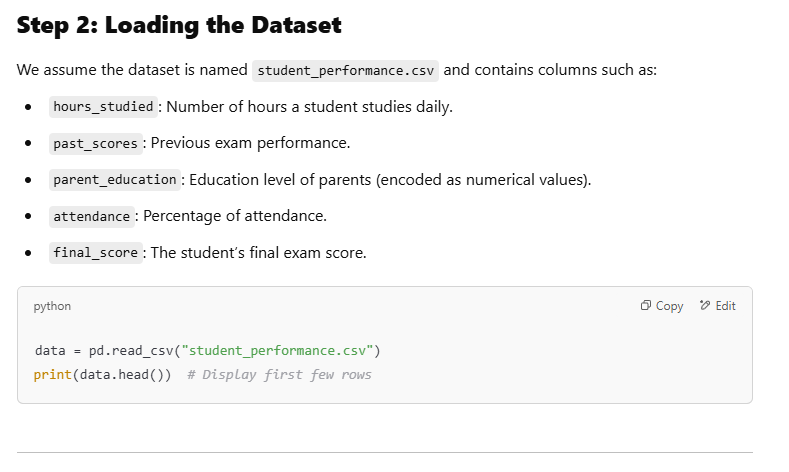 Step 2: Loading the Dataset
We assume the dataset is named student_performance.csv and contains columns such as:
• hours_studied: Number of hours a student studies daily.
• past_scores: Previous exam performance.
• parent_education: Education level of parents (encoded as numerical values).
• attendance: Percentage of attendance.
• final_score: The student's final exam score.
python Copy Edit
data = pd.read_csv("student_performance.csv")
print(data.head())  # Display first few rows